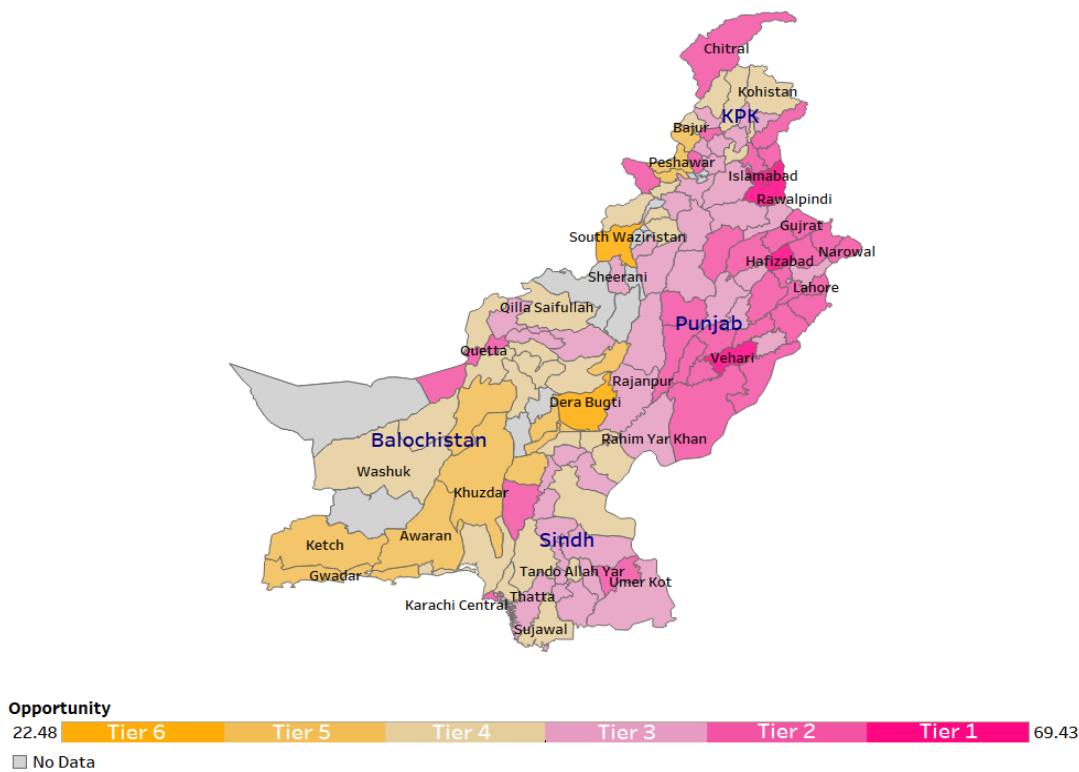 Chitral
Kohistan
KPK
Bajur
Peshawar
Islamabad
Rawalpindi
Gujrat
South Waziristan
Narowal
Hafizabad
Sheerani
Lahore
Qilla Saifullah
Punjab
Quetta
Vehari
Rajanpur
Dera Bugti
Balochistan
Rahim Yar Khan
Washuk
Khuzdar
Awaran
Sindh
Ketch
Tando Allah Yar
Gwadar
Umer Kot
Thatta
Karachi Central
Sujawal
Opportunity
22.48 Tier 6 Tier 5 Tier 4 Tier 3 Tier 2 Tier 1 69.43
No Data